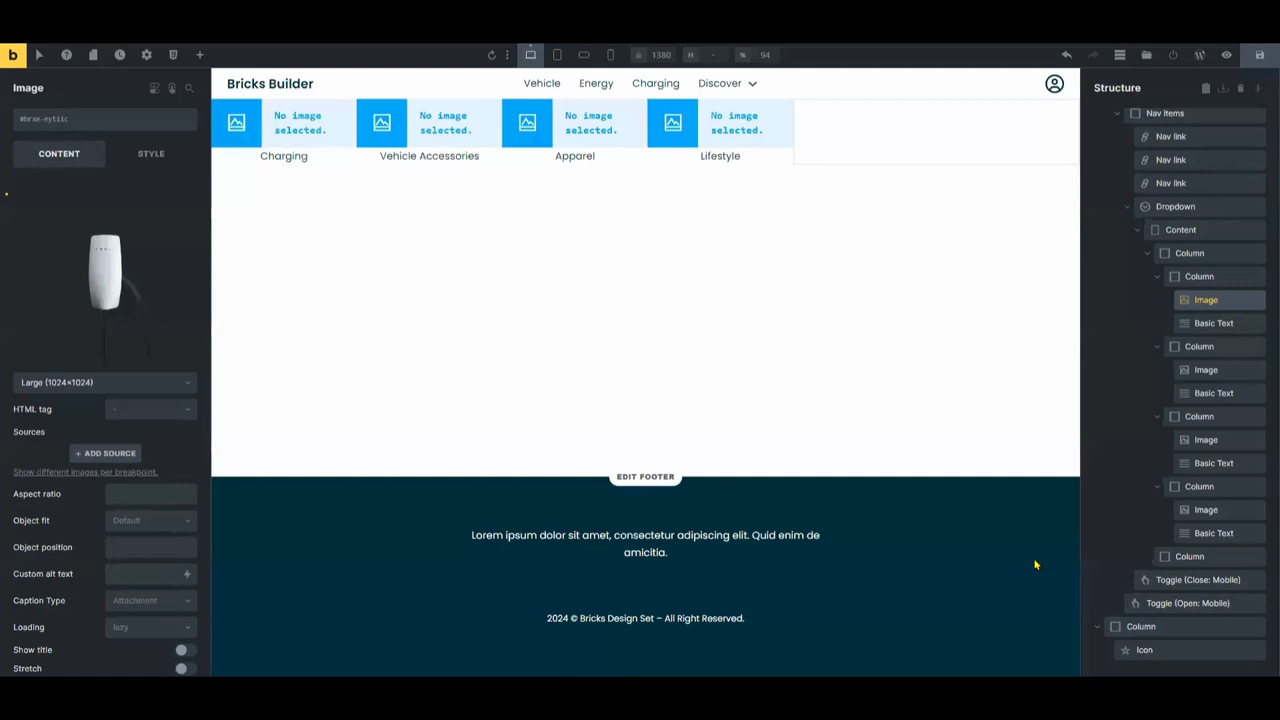 b
1380
H
-
%
94
Image
#brxe-eytiic
CONTENT
STYLE
Large (1024×1024)
HTML tag
-
Sources
+ ADD SOURCE
Show different images per breakpoint.
Aspect ratio
Object fit
Default
Object position
Custom alt text
Caption Type
Attachment
Loading
lazy
Show title
Stretch
Bricks Builder
Vehicle
Energy
Charging
Discover
No image
selected.
No image
selected.
No image
selected.
No image
selected.
Charging
Vehicle Accessories
Apparel
Lifestyle
EDIT FOOTER
Lorem ipsum dolor sit amet, consectetur adipiscing elit. Quid enim de
amicitia.
2024 © Bricks Design Set – All Right Reserved.
Structure
Nav Items
Nav link
Nav link
Nav link
Dropdown
Content
Column
Column
Image
Basic Text
Column
Image
Basic Text
Column
Image
Basic Text
Column
Image
Basic Text
Column
Toggle (Close: Mobile)
Toggle (Open: Mobile)
Column
Icon